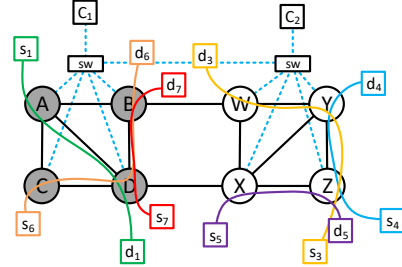 C₁ C₂
s₁ d₆ d₃
sw sw
d₇ d₄
A B W Y
C D X Z
s₆ s₇ s₅ d₅ s₄
d₁ s₃